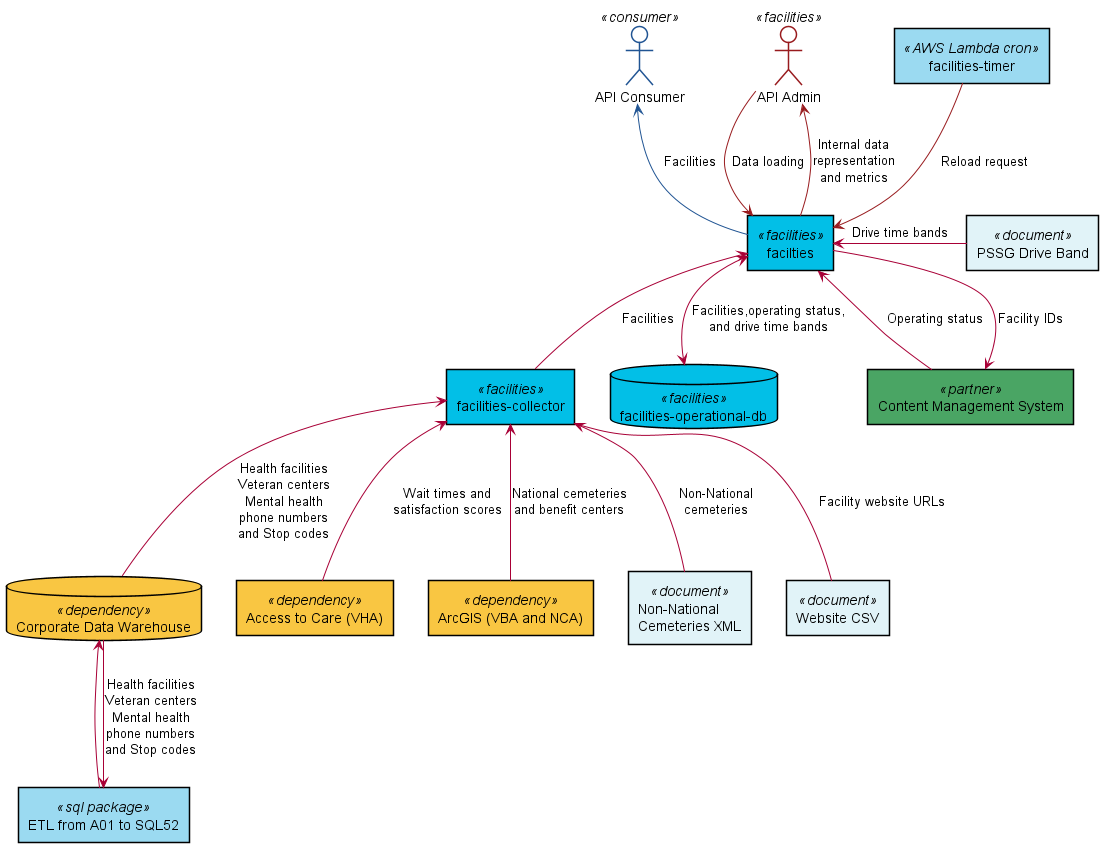 «consumer»
API Consumer
«facilities»
API Admin
«AWS Lambda cron»
facilities-timer
Facilities
Data loading
Internal data
representation
and metrics
Reload request
«facilities»
facilties
Drive time bands
«document»
PSSG Drive Band
Facilities
Facilities,operating status,
and drive time bands
Operating status
Facility IDs
«facilities»
facilities-collector
«facilities»
facilities-operational-db
«partner»
Content Management System
Health facilities
Veteran centers
Mental health
phone numbers
and Stop codes
Wait times and
satisfaction scores
National cemeteries
and benefit centers
Non-National
cemeteries
Facility website URLs
«dependency»
Corporate Data Warehouse
«dependency»
Access to Care (VHA)
«dependency»
ArcGIS (VBA and NCA)
«document»
Non-National
Cemeteries XML
«document»
Website CSV
Health facilities
Veteran centers
Mental health
phone numbers
and Stop codes
«sql package»
ETL from A01 to SQL52